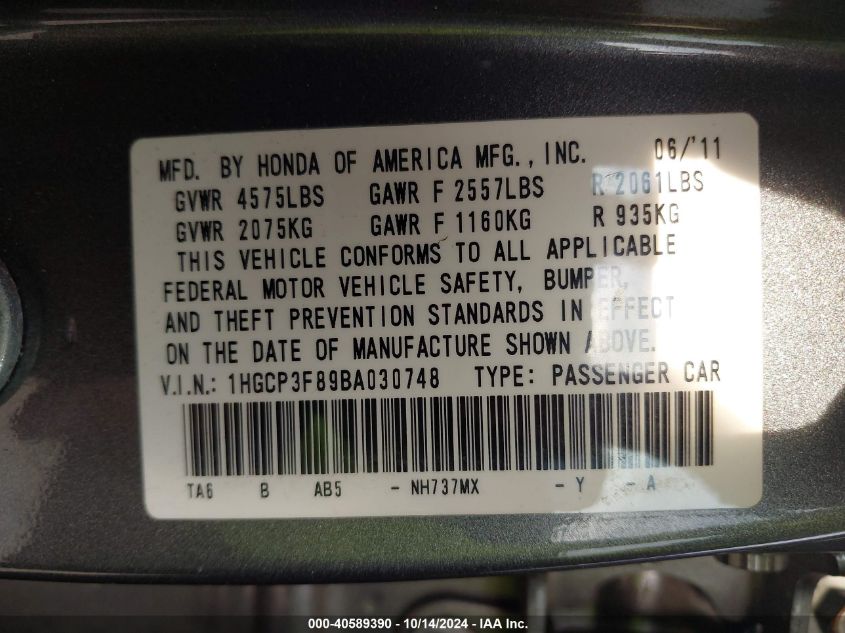 MFD. BY HONDA OF AMERICA MFG., INC. 06/'11
GVWR 4575LBS GAWR F 2557LBS R 2061LBS
GVWR 2075KG GAWR F 1160KG R 935KG
THIS VEHICLE CONFORMS TO ALL APPLICABLE
FEDERAL MOTOR VEHICLE SAFETY, BUMPER,
AND THEFT PREVENTION STANDARDS IN EFFECT
ON THE DATE OF MANUFACTURE SHOWN ABOVE.
V.I.N.: 1HGCP3F89BA030748 TYPE: PASSENGER CAR
TA6 B AB5 - NH737MX - Y - A
000-40589390 - 10/14/2024 - IAA Inc.